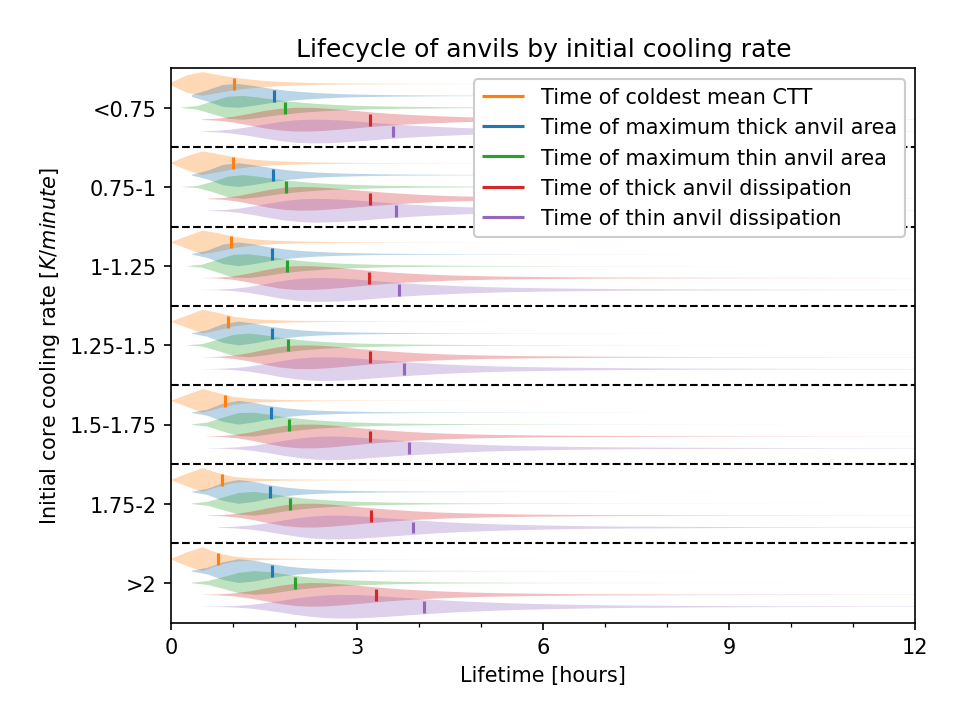 Lifecycle of anvils by initial cooling rate
Initial core cooling rate [K/minute]
<0.75
0.75-1
1-1.25
1.25-1.5
1.5-1.75
1.75-2
>2
Time of coldest mean CTT
Time of maximum thick anvil area
Time of maximum thin anvil area
Time of thick anvil dissipation
Time of thin anvil dissipation
0 3 6 9 12
Lifetime [hours]